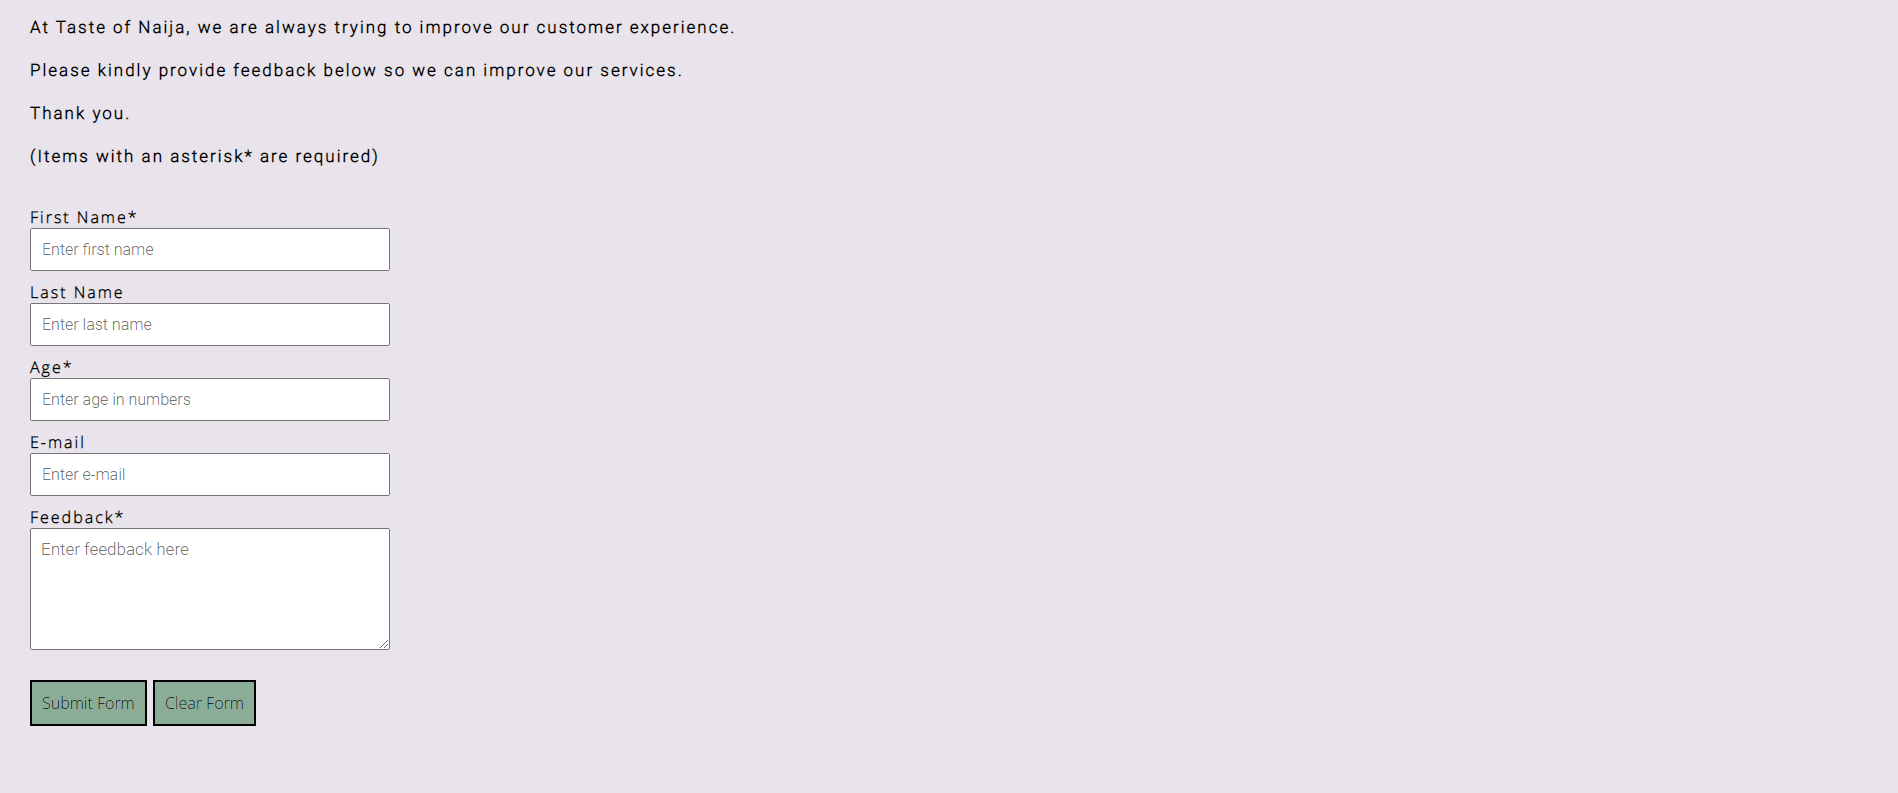 At Taste of Naija, we are always trying to improve our customer experience.
Please kindly provide feedback below so we can improve our services.
Thank you.
(Items with an asterisk* are required)
First Name*
Enter first name
Last Name
Enter last name
Age*
Enter age in numbers
E-mail
Enter e-mail
Feedback*
Enter feedback here
Submit Form Clear Form